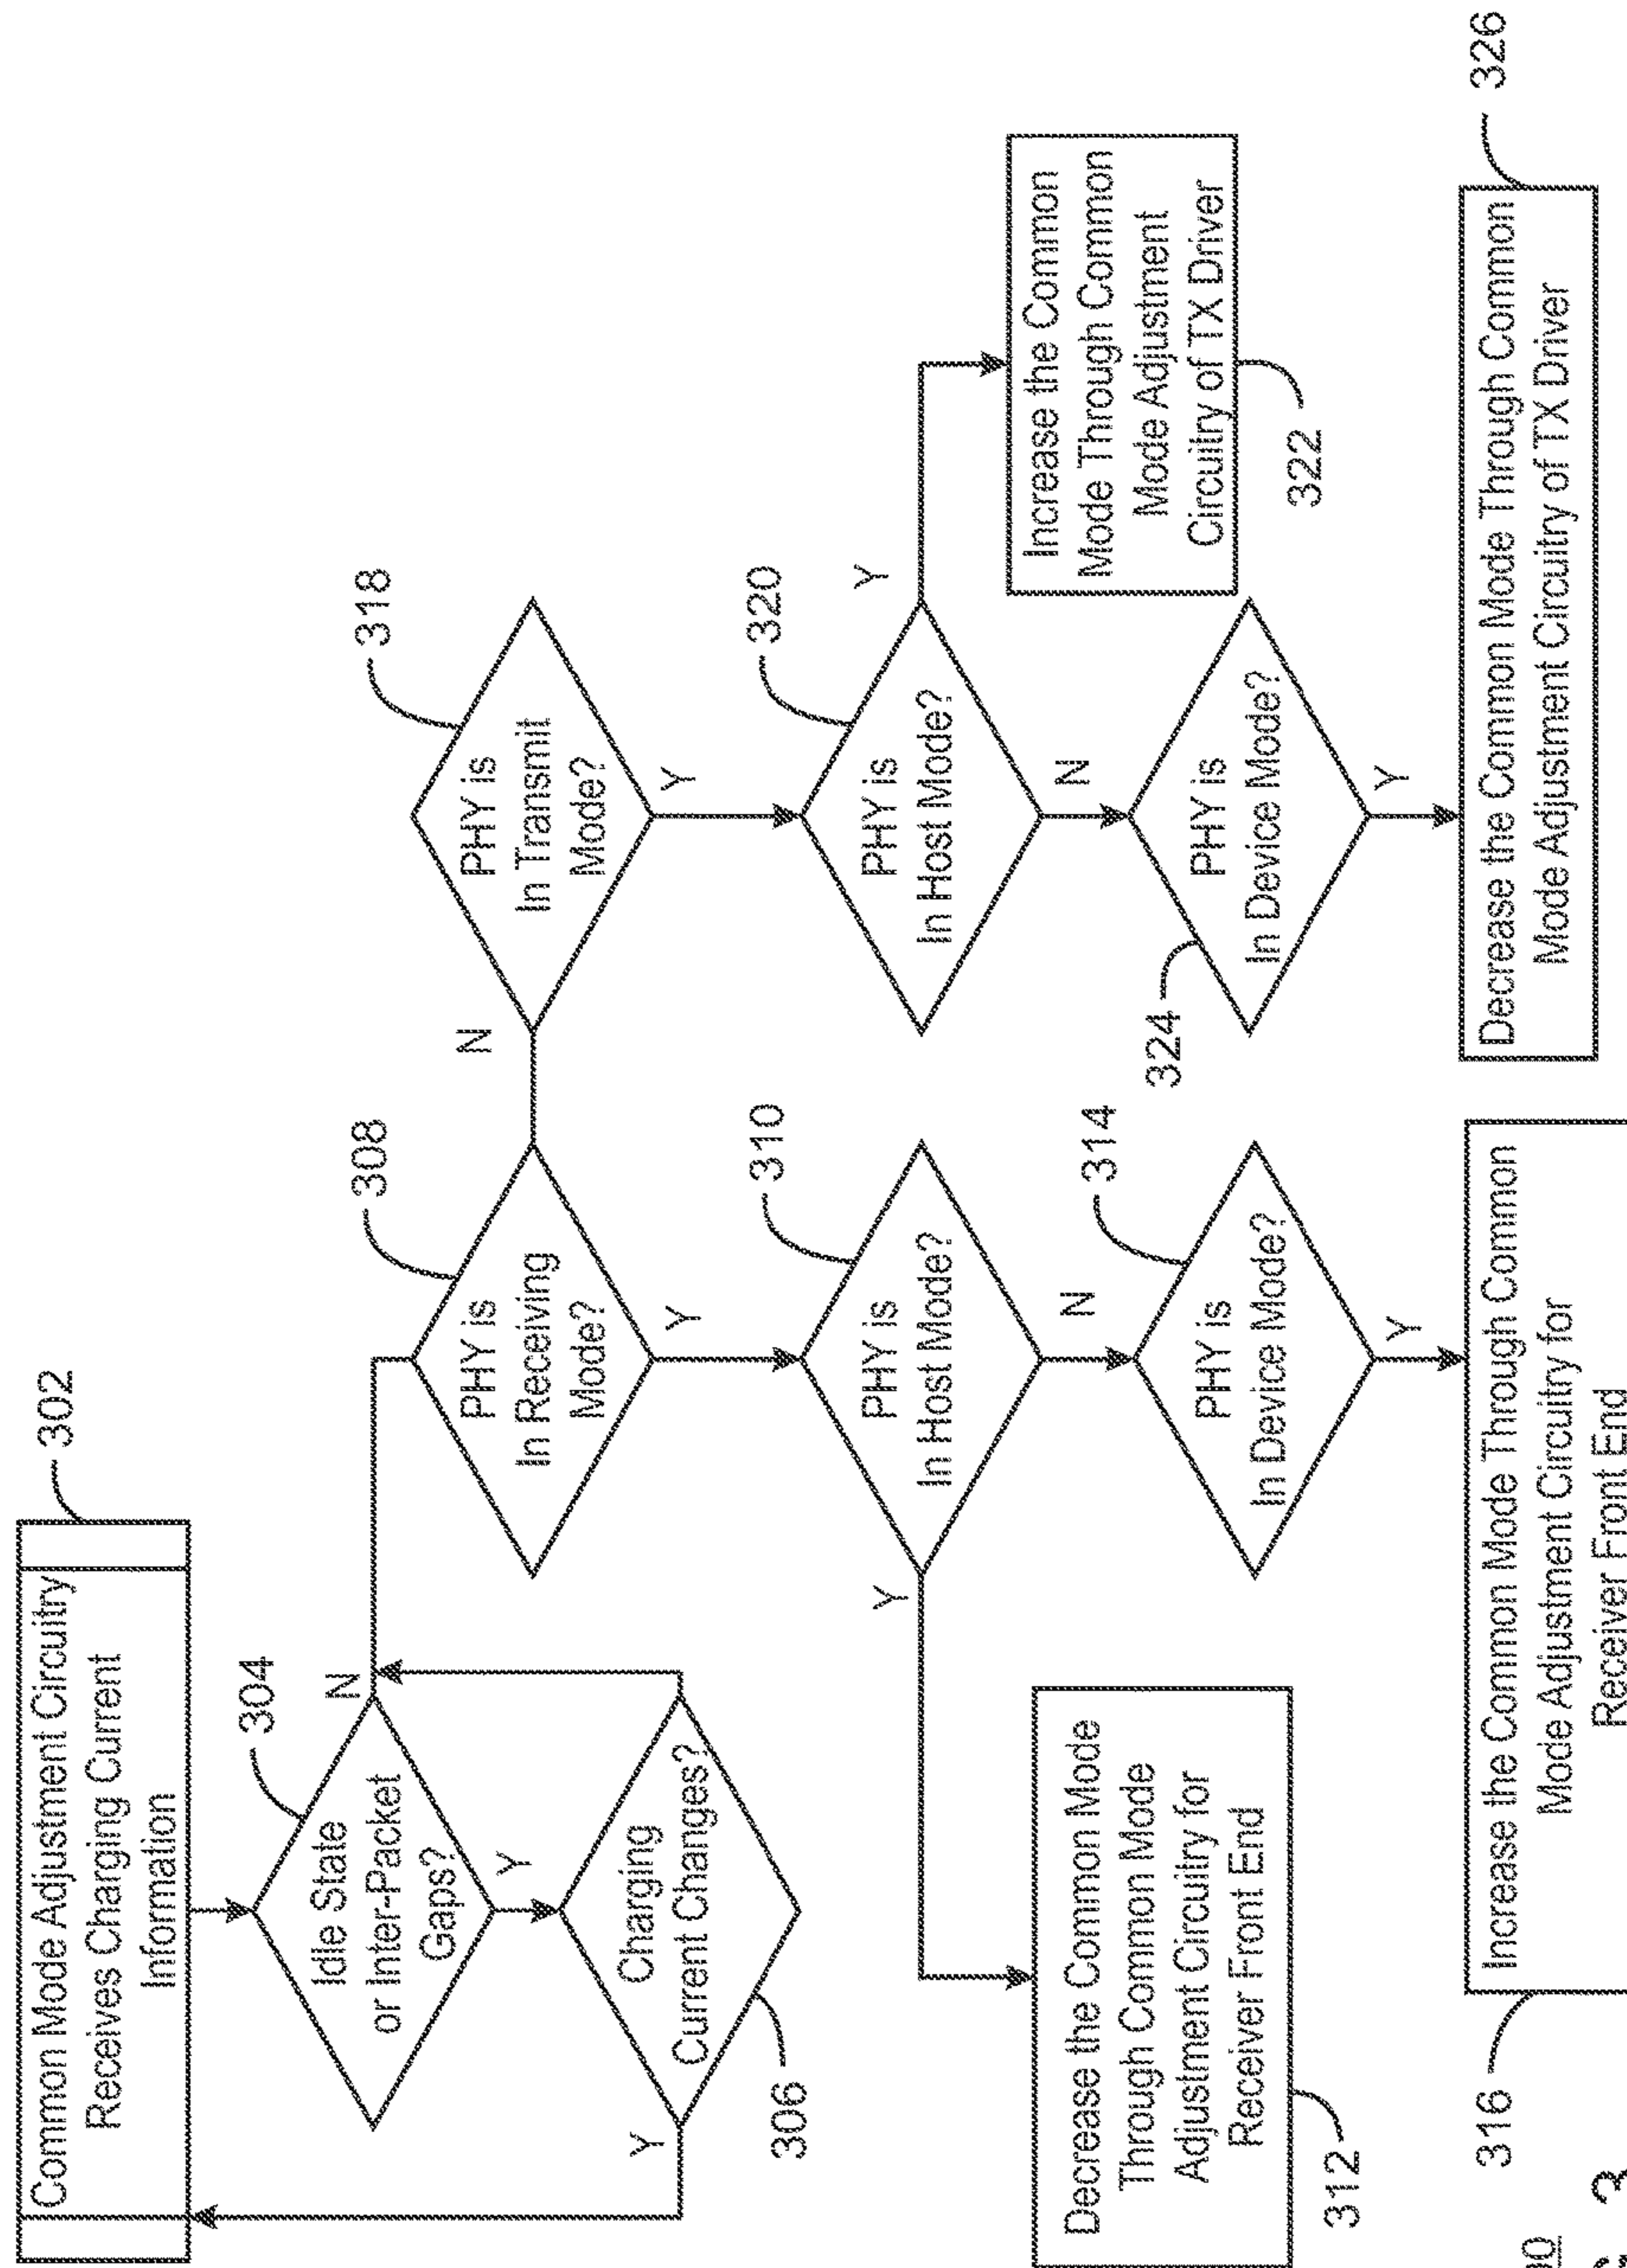 302
Common Mode Adjustment Circuitry
Receives Charging Current
Information
304
Idle State
or Inter-Packet
Gaps?
N
Y
Charging
Current Changes?
Y
306
308
PHY is
In Receiving
Mode?
N
Y
310
PHY is
In Host Mode?
Y
N
Decrease the Common Mode
Through Common Mode
Adjustment Circuitry for
Receiver Front End
312
314
PHY is
In Device Mode?
Y
Increase the Common Mode Through Common
Mode Adjustment Circuitry for
Receiver Front End
316
318
PHY is
In Transmit
Mode?
Y
320
PHY is
In Host Mode?
Y
N
Increase the Common
Mode Through Common
Mode Adjustment
Circuitry of TX Driver
322
324
PHY is
In Device Mode?
Y
Decrease the Common Mode Through Common
Mode Adjustment Circuitry of TX Driver
326
3